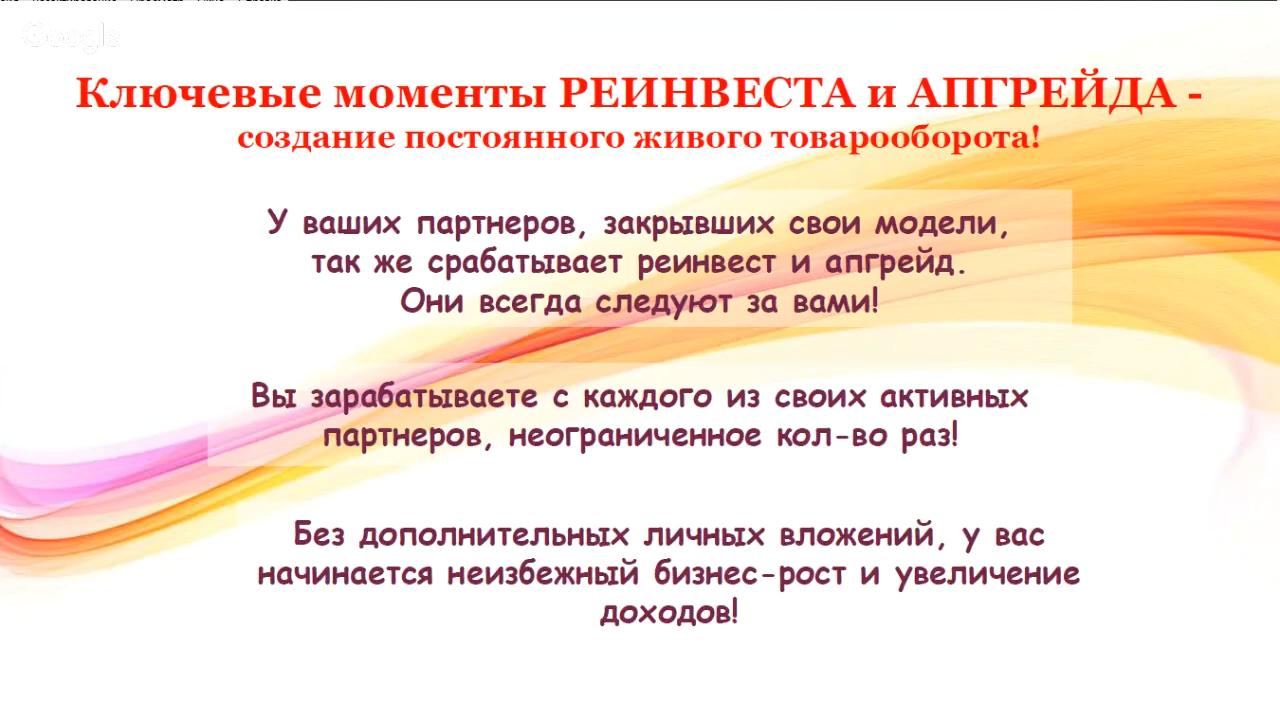 Google
Ключевые моменты РЕИНВЕСТА и АПГРЕЙДА -
создание постоянного живого товарооборота!
У ваших партнеров, закрывших свои модели,
так же срабатывает реинвест и апгрейд.
Они всегда следуют за вами!
Вы зарабатываете с каждого из своих активных
партнеров, неограниченное кол-во раз!
Без дополнительных личных вложений, у вас
начинается неизбежный бизнес-рост и увеличение
доходов!